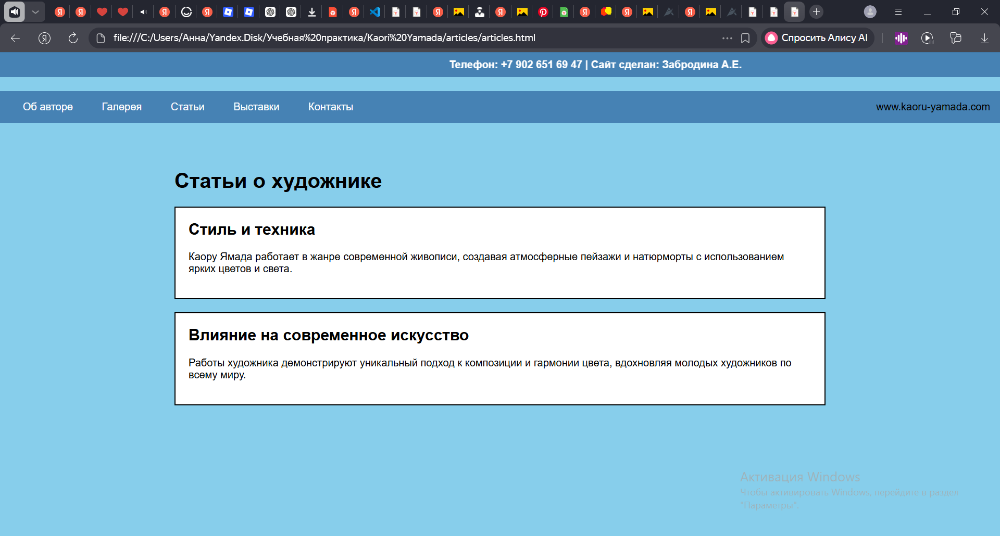 file:///C:/Users/Анна/Yandex.Disk/Учебная%20практика/Kaori%20Yamada/articles/articles.html
Спросить Алису AI
Телефон: +7 902 651 69 47 | Сайт сделан: Забродина А.Е.
Об авторе Галерея Статьи Выставки Контакты www.kaoru-yamada.com
Статьи о художнике
Стиль и техника
Каору Ямада работает в жанре современной живописи, создавая атмосферные пейзажи и натюрморты с использованием
ярких цветов и света.
Влияние на современное искусство
Работы художника демонстрируют уникальный подход к композиции и гармонии цвета, вдохновляя молодых художников по
всему миру.
Активация Windows
Чтобы активировать Windows, перейдите в раздел
"Параметры".